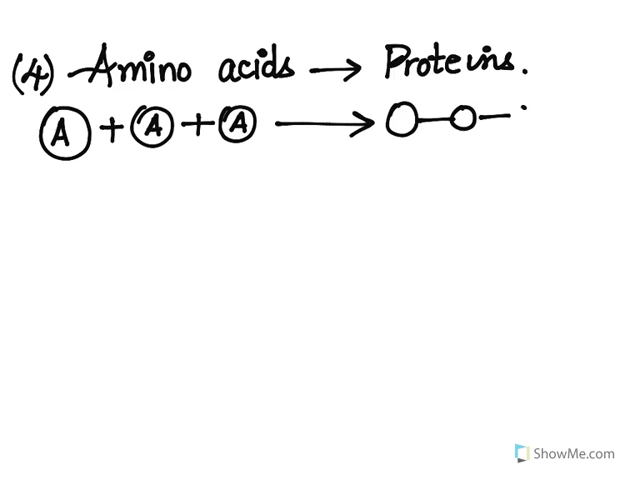 (4) Amino acids → Proteins.
A + A + A →
ShowMe.com